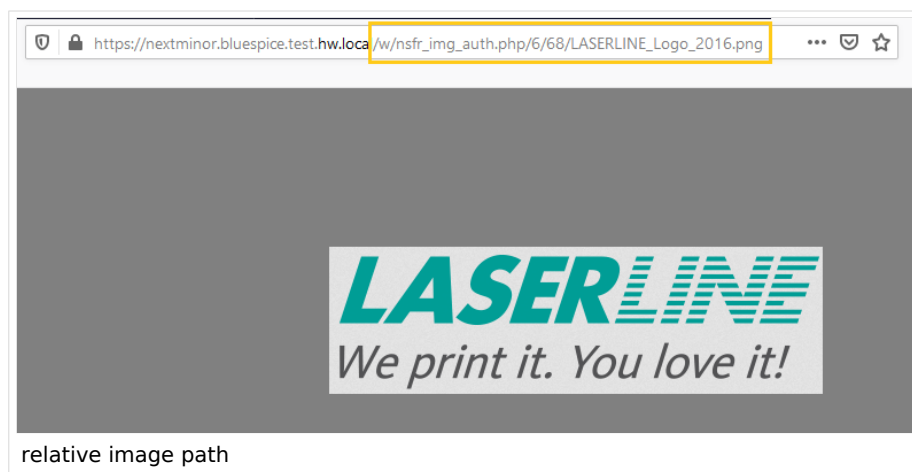 https://nextminor.bluespice.test.hw.local/w/nsfr_img_auth.php/6/68/LASERLINE_Logo_2016.png
LASERLINE
We print it. You love it!
relative image path